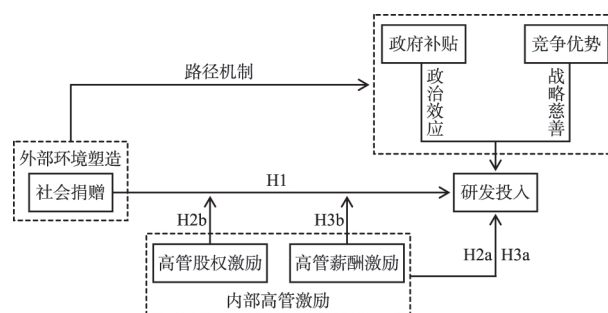 政府补贴
竞争优势
路径机制
政治效应
战略慈善
外部环境塑造
社会捐赠
H1
研发投入
H2b
H3b
H2a
H3a
高管股权激励
高管薪酬激励
内部高管激励